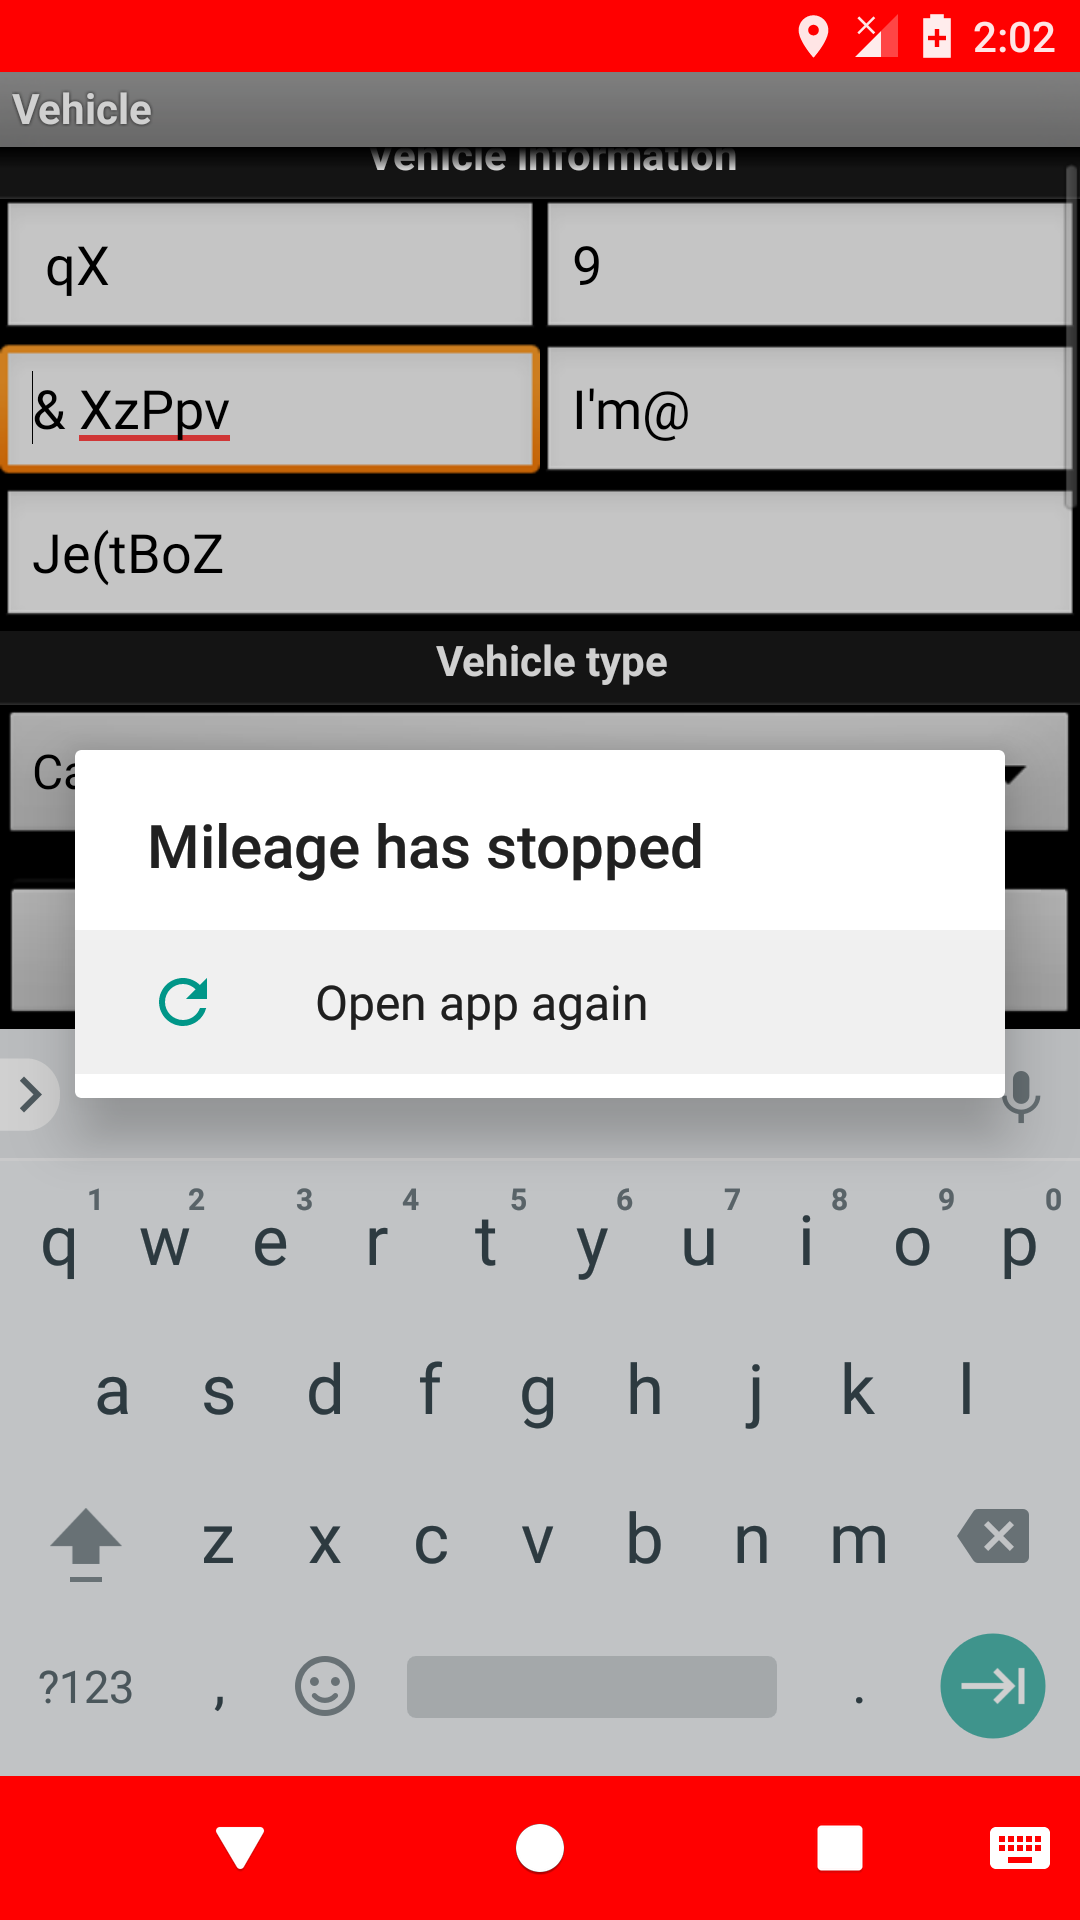 2:02
Vehicle
Vehicle information
qX 9
& XzPpv I'm@
Je(tBoZ
Vehicle type
Ca
Mileage has stopped
Open app again
1 2 3 4 5 6 7 8 9 0
q w e r t y u i o p
a s d f g h j k l
z x c v b n m
?123 , .